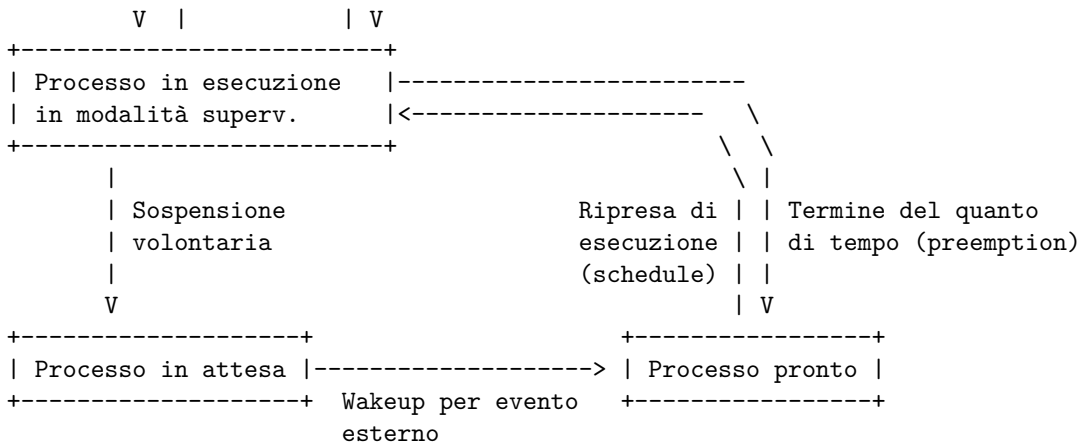 V | | V
+--------------------------+
| Processo in esecuzione |-------------------------
| in modalità superv. |<--------------------- \
+--------------------------+ \ \
| \ |
| Sospensione Ripresa di | | Termine del quanto
| volontaria esecuzione | | di tempo (preemption)
| (schedule) | |
V | V
+--------------------+ +-----------------+
| Processo in attesa |--------------------> | Processo pronto |
+--------------------+ Wakeup per evento +-----------------+
esterno